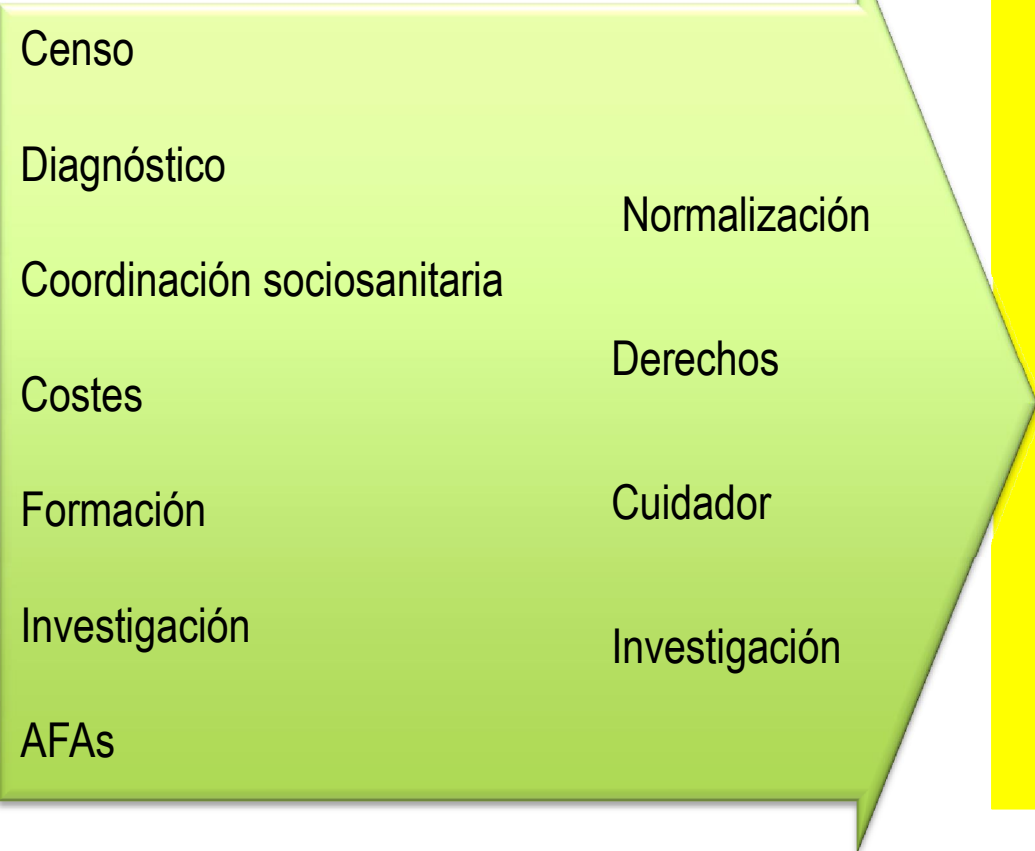 Censo
Diagnóstico
Coordinación sociosanitaria
Costes
Formación
Investigación
AFAs
Normalización
Derechos
Cuidador
Investigación